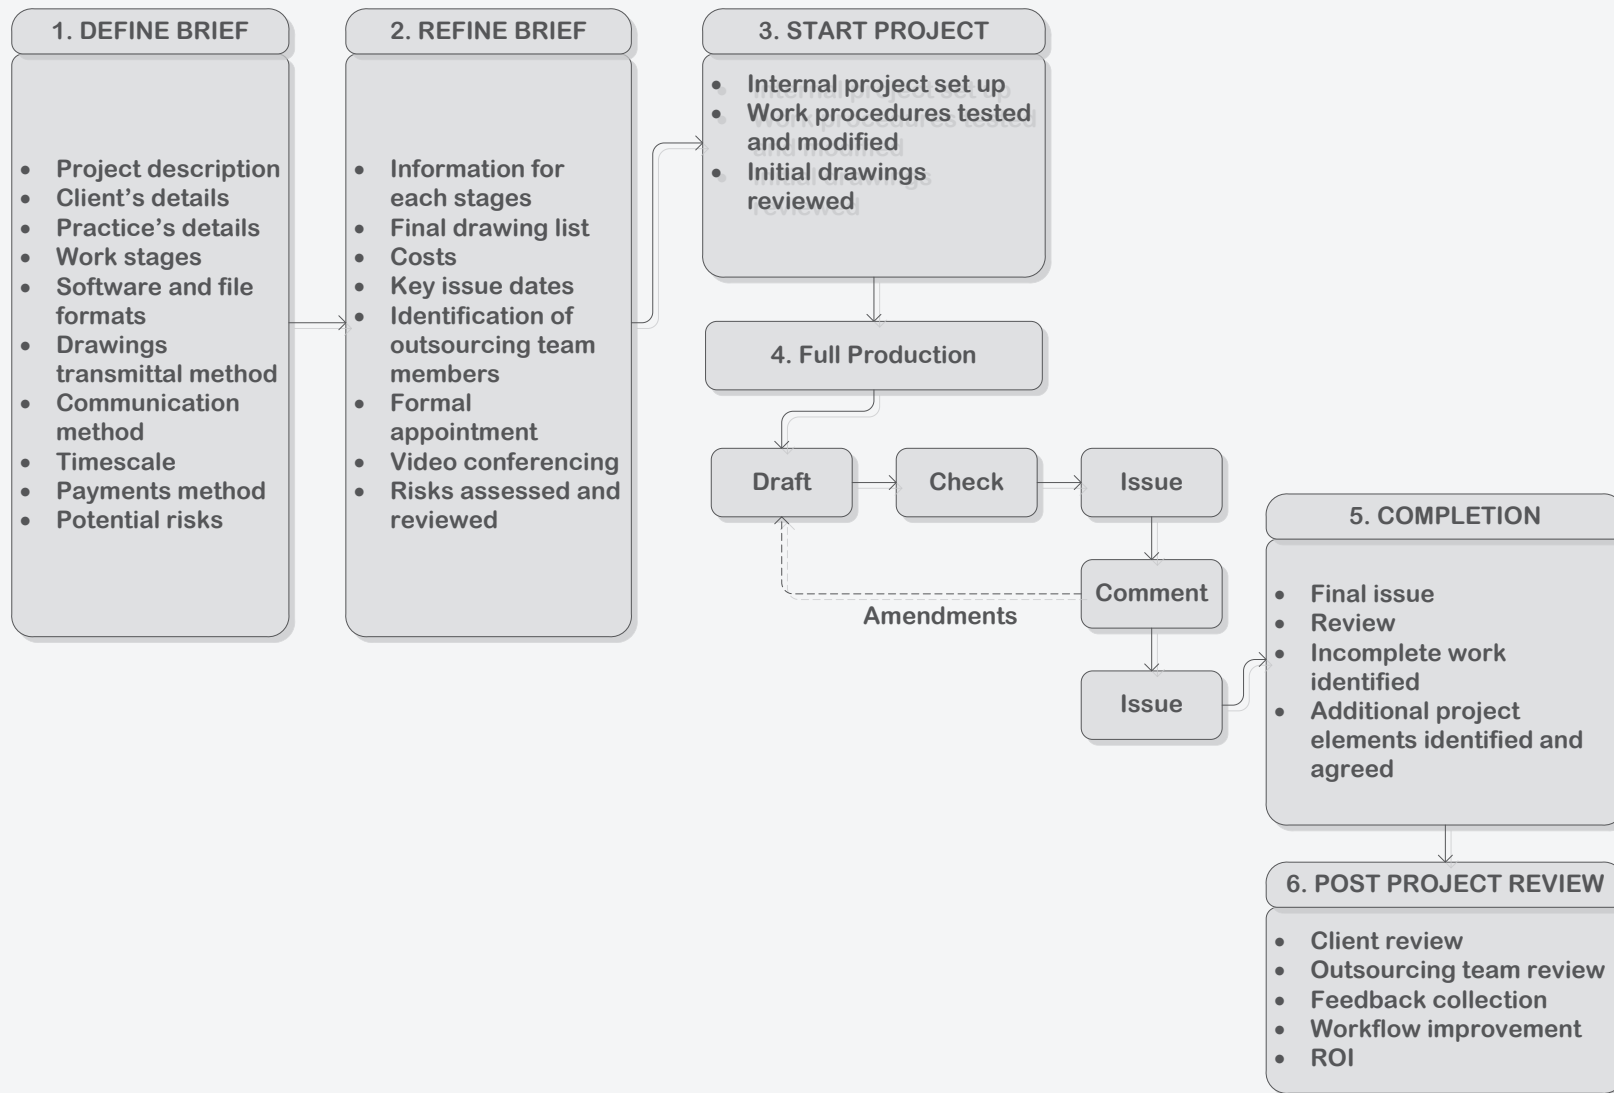 1. DEFINE BRIEF
• Project description
• Client’s details
• Practice’s details
• Work stages
• Software and file
formats
• Drawings
transmittal method
• Communication
method
• Timescale
• Payments method
• Potential risks
2. REFINE BRIEF
• Information for
each stages
• Final drawing list
• Costs
• Key issue dates
• Identification of
outsourcing team
members
• Formal
appointment
• Video conferencing
• Risks assessed and
reviewed
3. START PROJECT
• Internal project set up
• Work procedures tested
and modified
• Initial drawings
reviewed
4. Full Production
Draft
Check
Issue
Comment
Amendments
Issue
5. COMPLETION
• Final issue
• Review
• Incomplete work
identified
• Additional project
elements identified and
agreed
6. POST PROJECT REVIEW
• Client review
• Outsourcing team review
• Feedback collection
• Workflow improvement
• ROI